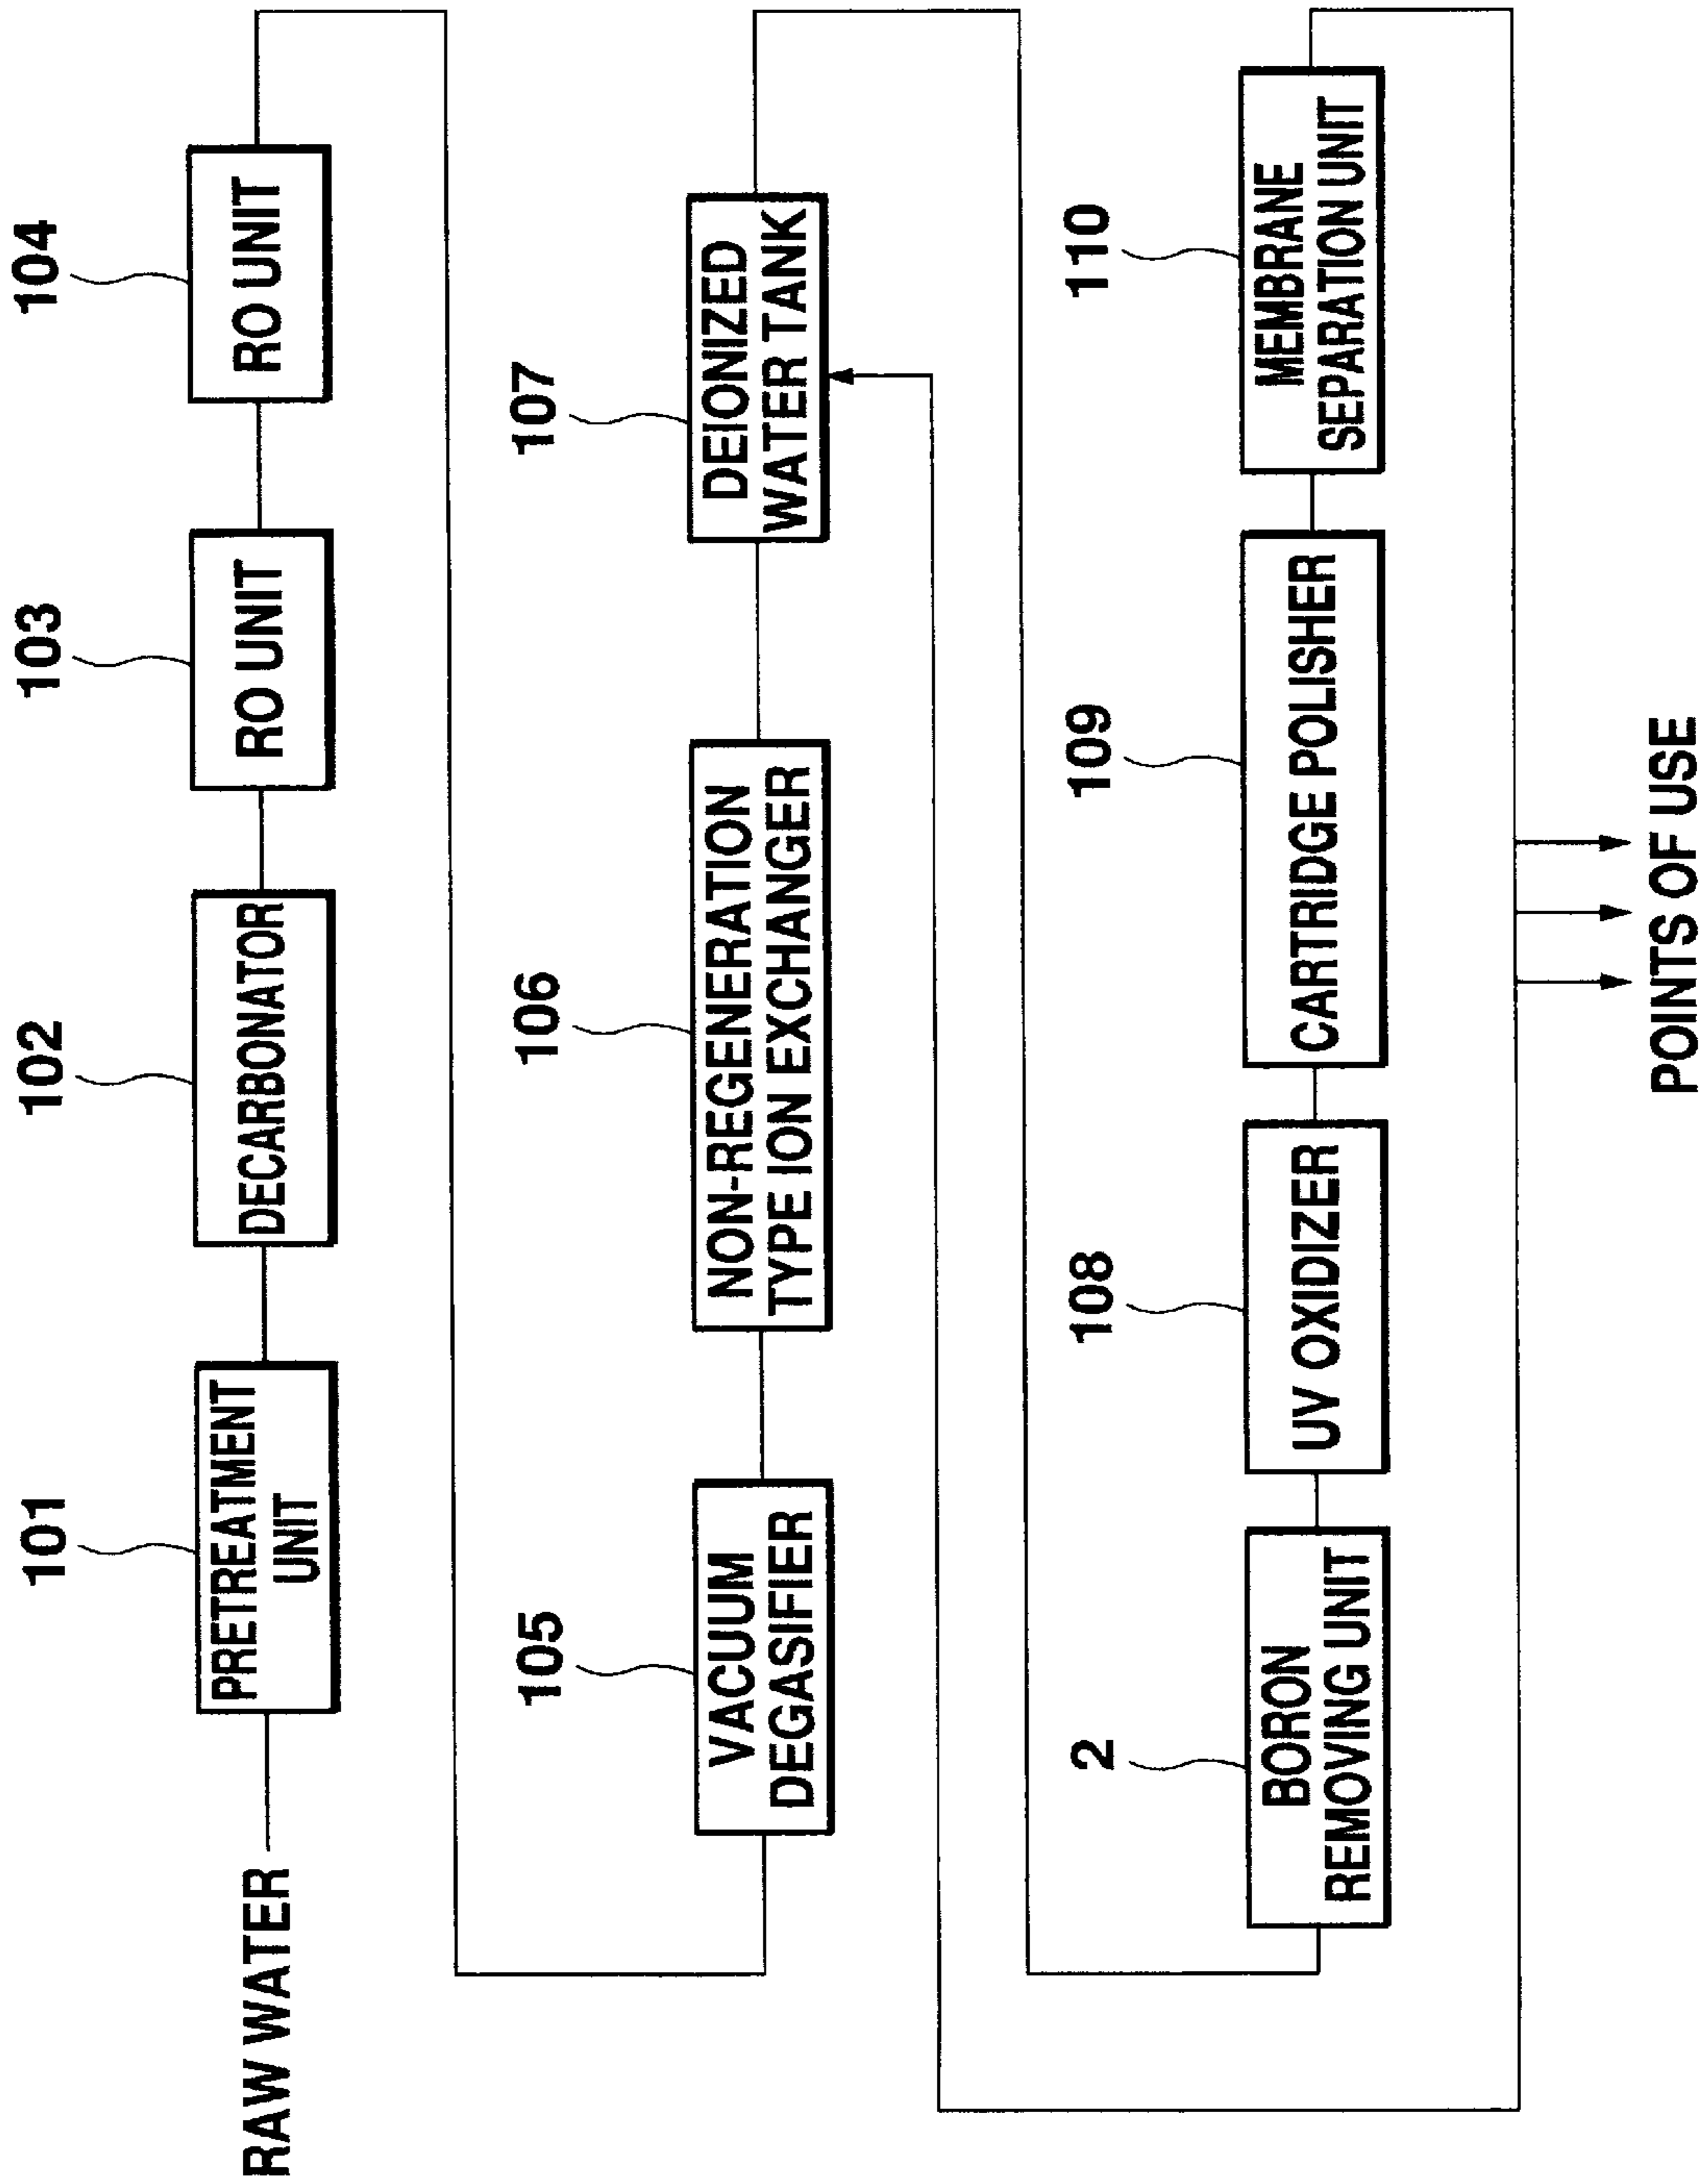 101
102
103
104
RAW WATER
PRETREATMENT
UNIT
DECARBONATOR
RO UNIT
RO UNIT
105
106
107
VACUUM
DEGASIFIER
NON-REGENERATION
TYPE ION EXCHANGER
DEIONIZED
WATER TANK
2
108
109
110
BORON
REMOVING UNIT
UV OXIDIZER
CARTRIDGE POLISHER
MEMBRANE
SEPARATION UNIT
POINTS OF USE